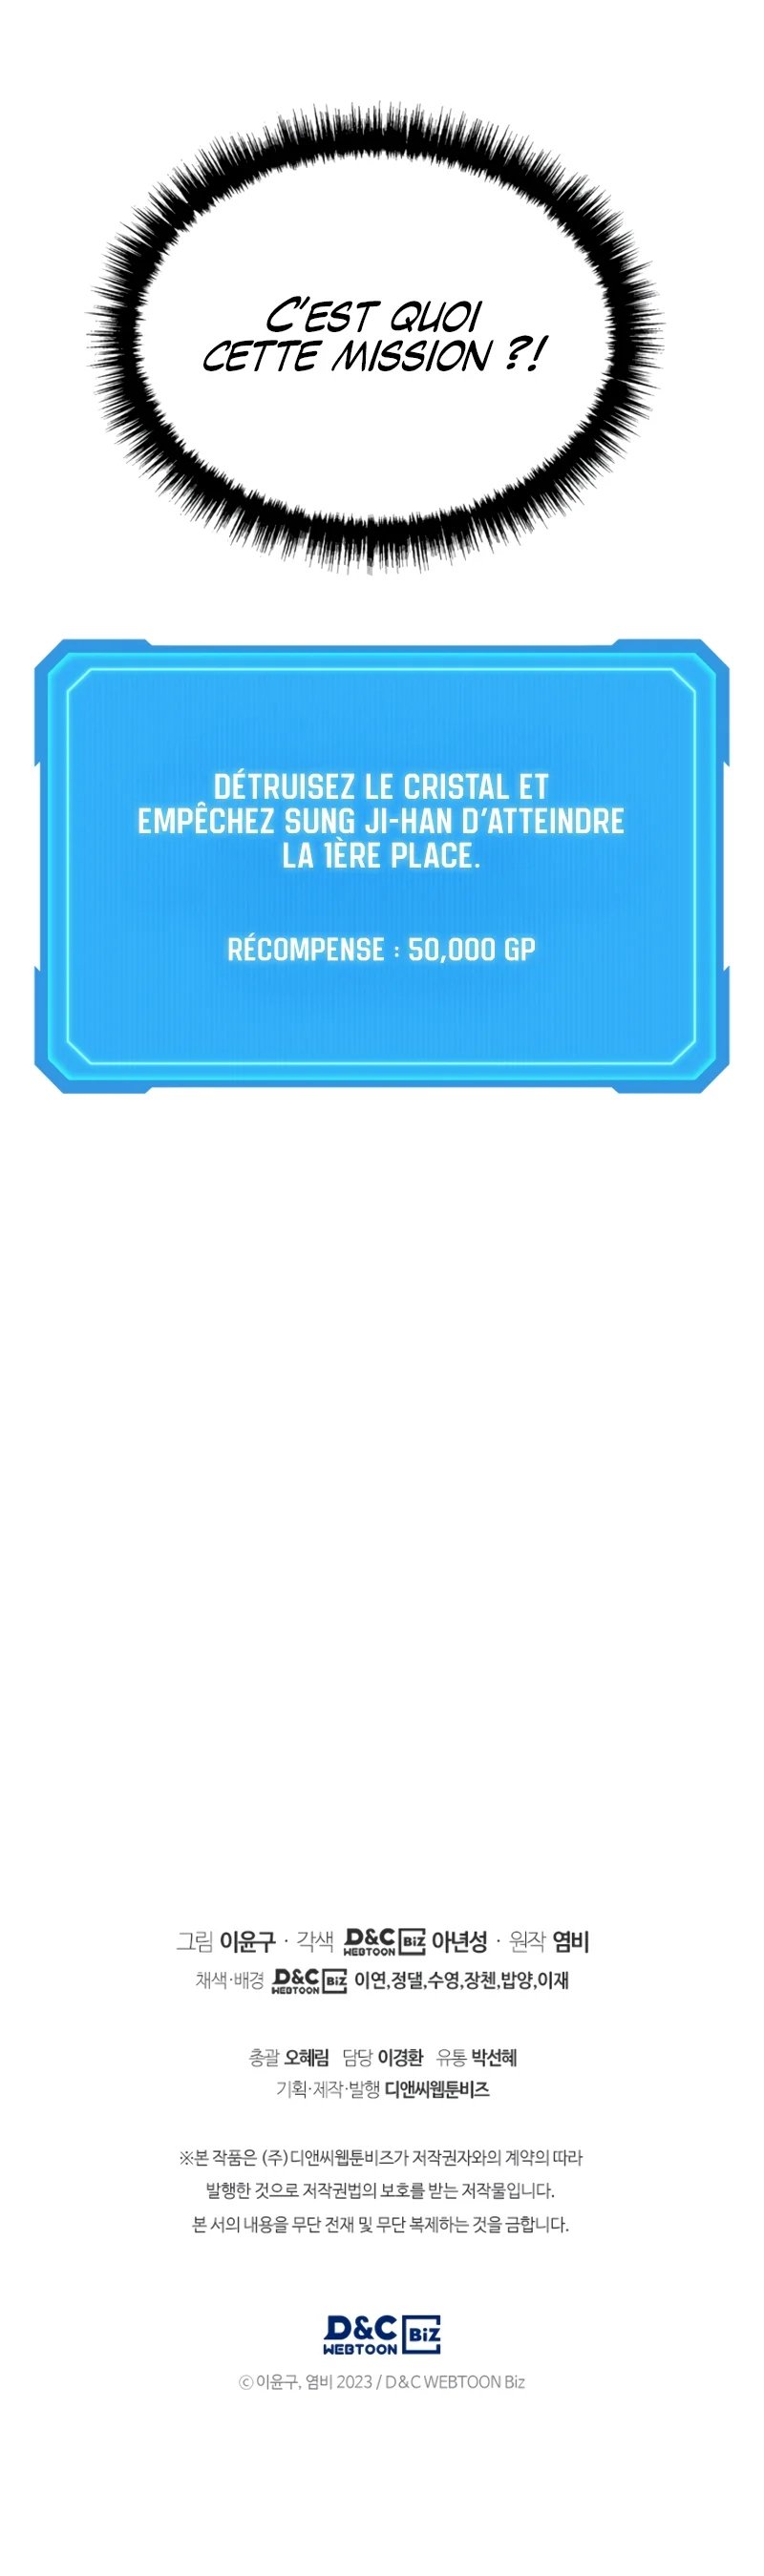 C'EST QUOI
CETTE MISSION ?!
DÉTRUISEZ LE CRISTAL ET
EMPÊCHEZ SUNG JI-HAN D'ATTEINDRE
LA 1ÈRE PLACE.
RÉCOMPENSE : 50,000 GP
그림 이윤구 · 각색 D&C WEBTOON BiZ 아년성 · 원작 염비
채색·배경 D&C WEBTOON BiZ 이연,정댈,수영,장첸,밥양,이재
총괄 오혜림 담당 이경환 유통 박선혜
기획·제작·발행 디앤씨웹툰비즈
※본 작품은 (주)디앤씨웹툰비즈가 저작권자와의 계약의 따라
발행한 것으로 저작권법의 보호를 받는 저작물입니다.
본 서의 내용을 무단 전재 및 무단 복제하는 것을 금합니다.
D&C WEBTOON BiZ
ⓒ 이윤구, 염비 2023 / D&C WEBTOON Biz